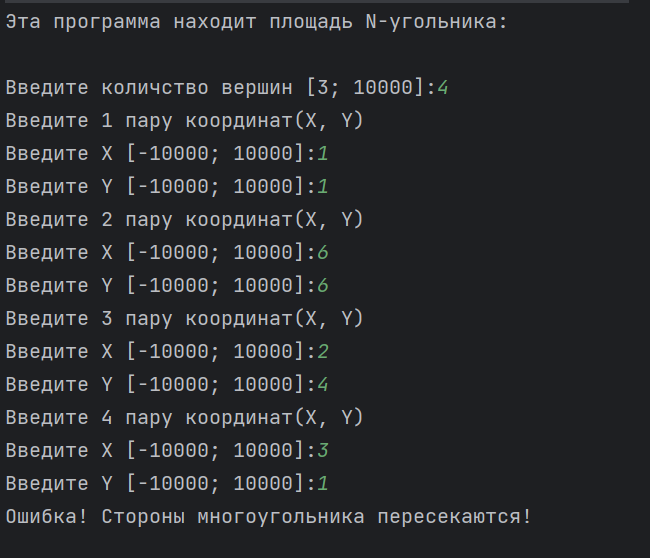 Эта программа находит площадь N-угольника:
Введите количство вершин [3; 10000]:4
Введите 1 пару координат(X, Y)
Введите X [-10000; 10000]:1
Введите Y [-10000; 10000]:1
Введите 2 пару координат(X, Y)
Введите X [-10000; 10000]:6
Введите Y [-10000; 10000]:6
Введите 3 пару координат(X, Y)
Введите X [-10000; 10000]:2
Введите Y [-10000; 10000]:4
Введите 4 пару координат(X, Y)
Введите X [-10000; 10000]:3
Введите Y [-10000; 10000]:1
Ошибка! Стороны многоугольника пересекаются!